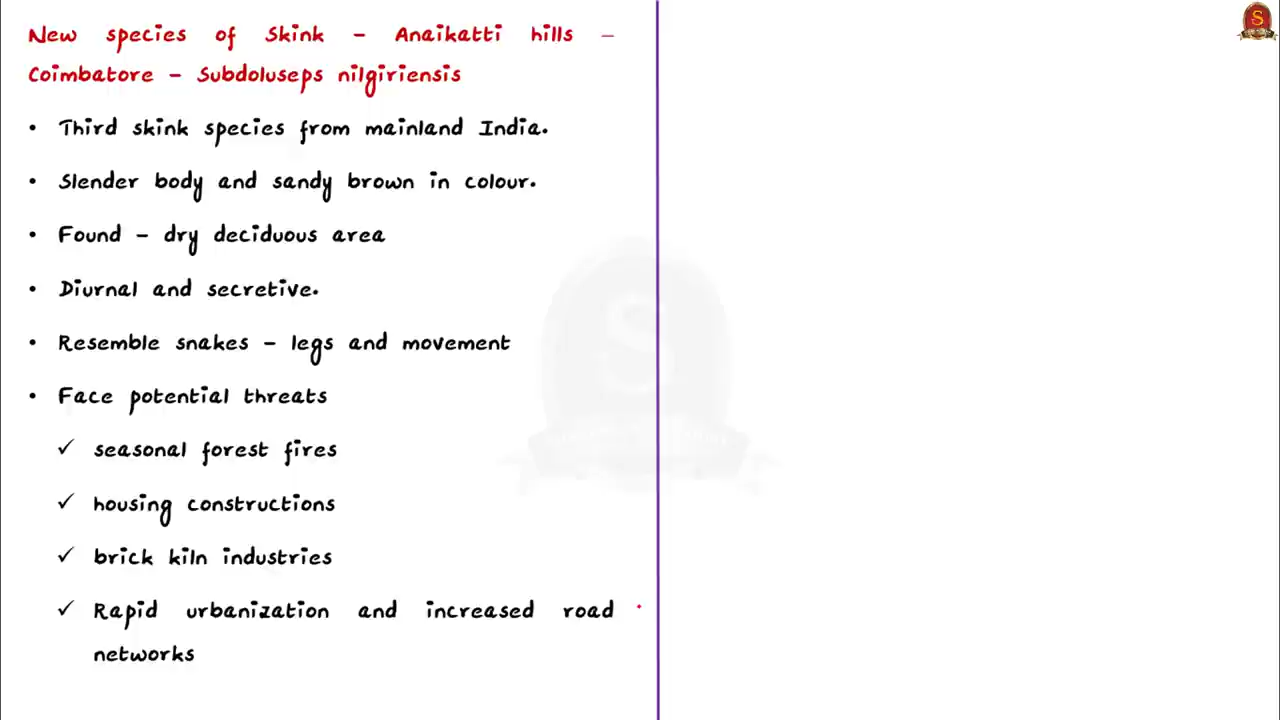 New species of Skink – Anaikatti hills –
Coimbatore – Subdoluseps nilgiriensis
• Third skink species from mainland India.
• Slender body and sandy brown in colour.
• Found – dry deciduous area
• Diurnal and secretive.
• Resemble snakes – legs and movement
• Face potential threats
✓ seasonal forest fires
✓ housing constructions
✓ brick kiln industries
✓ Rapid urbanization and increased road
networks